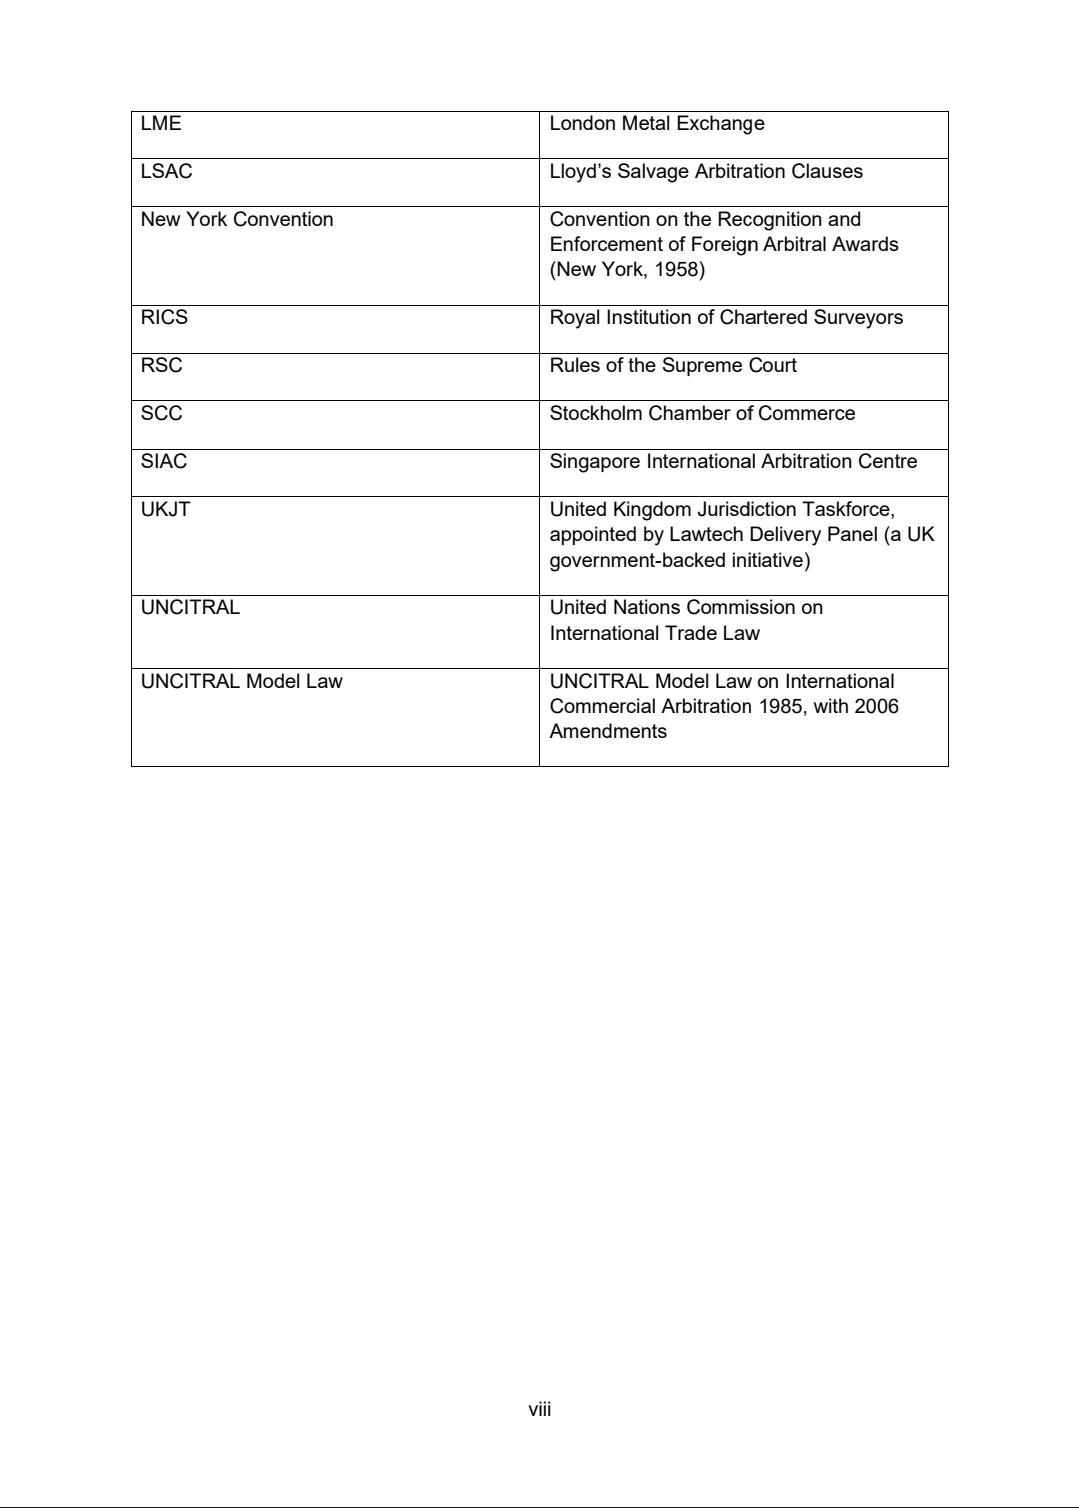 LME
London Metal Exchange
LSAC
Lloyd’s Salvage Arbitration Clauses
New York Convention
Convention on the Recognition and
Enforcement of Foreign Arbitral Awards
(New York, 1958)
RICS
Royal Institution of Chartered Surveyors
RSC
Rules of the Supreme Court
SCC
Stockholm Chamber of Commerce
SIAC
Singapore International Arbitration Centre
UKJT
United Kingdom Jurisdiction Taskforce,
appointed by Lawtech Delivery Panel (a UK
government-backed initiative)
UNCITRAL
United Nations Commission on
International Trade Law
UNCITRAL Model Law
UNCITRAL Model Law on International
Commercial Arbitration 1985, with 2006
Amendments
viii